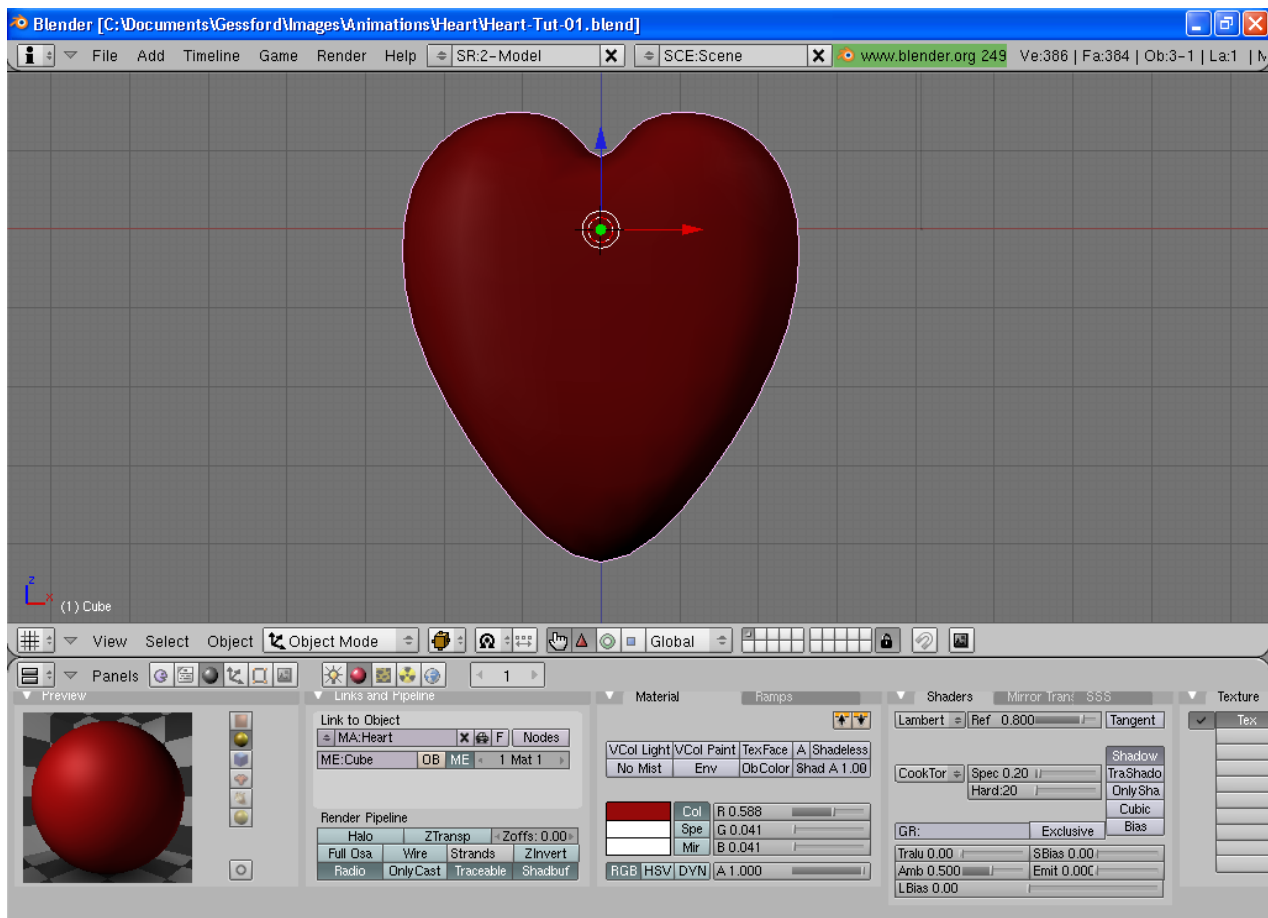 Blender [C:\Documents\Gessford\Images\Animations\Heart\Heart-Tut-01.blend]
File Add Timeline Game Render Help SR:2-Model X SCE:Scene X www.blender.org 249 Ve:386 | Fa:384 | Ob:3-1 | La:1 |
z
x
(1) Cube
View Select Object Object Mode Global
Panels 1
Preview Links and Pipeline Material Ramps Shaders Mirror SSS Texture
Link to Object
MA:Heart X F Nodes
ME:Cube OB ME 1 Mat 1
Render Pipeline
Halo ZTransp Zoffs: 0.00
Full Osa Wire Strands ZInvert
Radio OnlyCast Traceable Shadbuf
VCol Light VCol Paint TexFace A Shadeless
No Mist Env ObColor Shad A 1.00
Col R 0.588
Spe G 0.041
Mir B 0.041
RGB HSV DYN A 1.000
Lambert Ref 0.800 Tangent
Shadow
CookTor Spec 0.20 TraShado
Hard:20 OnlySha
Cubic
GR: Exclusive Bias
Tralu 0.00 SBias 0.00
Amb 0.500 Emit 0.000
LBias 0.00
Tex